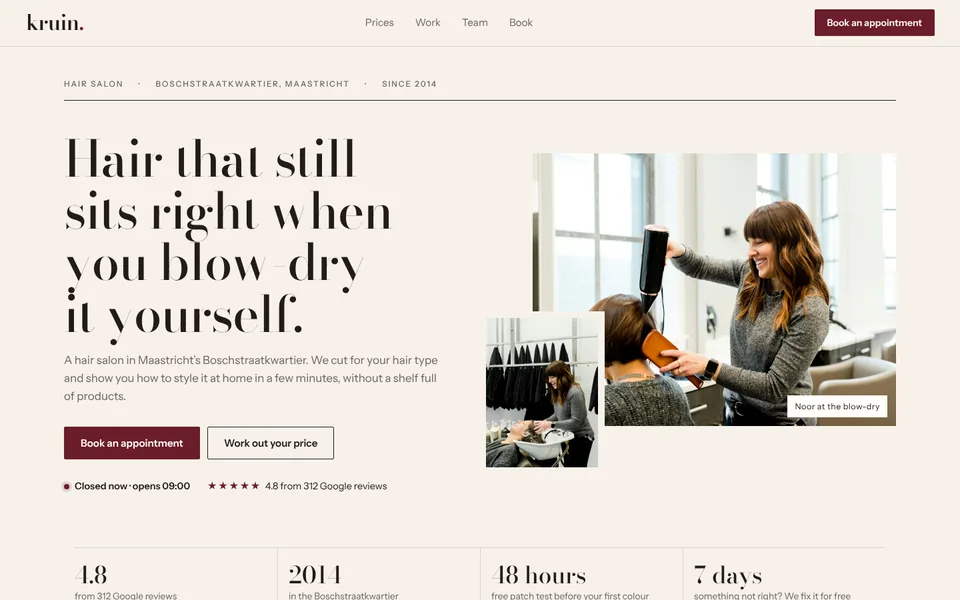 kruin.
Prices
Work
Team
Book
Book an appointment
HAIR SALON · BOSCHSTRAATKWARTIER, MAASTRICHT · SINCE 2014
Hair that still
sits right when
you blow-dry
it yourself.
A hair salon in Maastricht's Boschstraatkwartier. We cut for your hair type
and show you how to style it at home in a few minutes, without a shelf full
of products.
Book an appointment
Work out your price
Closed now · opens 09:00
★★★★★ 4.8 from 312 Google reviews
Noor at the blow-dry
4.8
from 312 Google reviews
2014
in the Boschstraatkwartier
48 hours
free patch test before your first colour
7 days
something not right? We fix it for free